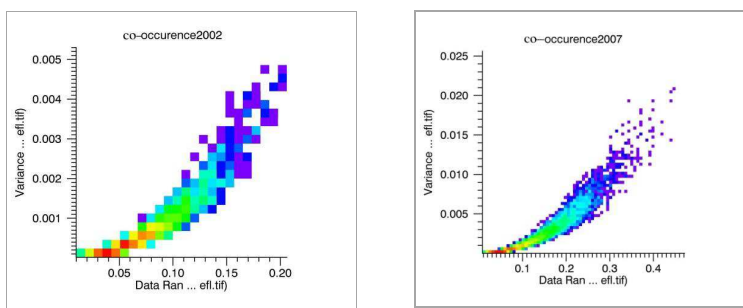 co-occurence2002
0.005
0.004
0.003
0.002
0.001
Variance ... efl.tif)
0.05 0.10 0.15 0.20
Data Ran ... efl.tif)
co-occurence2007
0.025
0.020
0.015
0.010
0.005
Variance ... efl.tif)
0.1 0.2 0.3 0.4
Data Ran ... efl.tif)